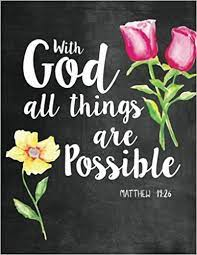 With
God
all things
are
Possible
MATTHEW 19:26